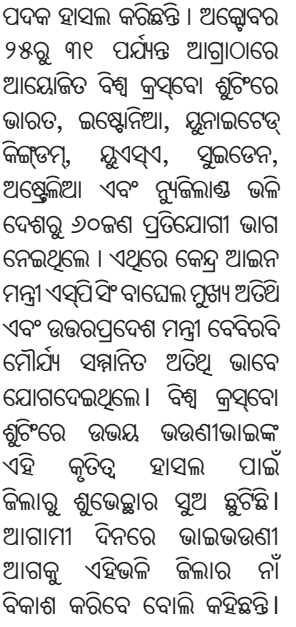 ପଦକ ହାସଲ କରିଛନ୍ତି । ଅକ୍ଟୋବର
୨୫ରୁ ୩୧ ପର୍ଯ୍ୟନ୍ତ ଆଗ୍ରାଠାରେ
ଆୟୋଜିତ ବିଶ୍ୱ କ୍ରସ୍‌ବୋ ଶୁଟିଂରେ
ଭାରତ, ଇଷ୍ଟୋନିଆ, ୟୁନାଇଟେଡ୍
କିଙ୍ଗ୍‌ଡମ୍, ୟୁଏସ୍‌ଏ, ସୁଇଡେନ,
ଅଷ୍ଟ୍ରେଲିଆ ଏବଂ ନ୍ୟୁଜିଲାଣ୍ଡ ଭଳି
ଦେଶରୁ ୬୦ଜଣ ପ୍ରତିଯୋଗୀ ଭାଗ
ନେଇଥିଲେ । ଏଥିରେ କେନ୍ଦ୍ର ଆଇନ
ମନ୍ତ୍ରୀ ଏସ୍‌ପି ସିଂ ବାଘେଲ ମୁଖ୍ୟ ଅତିଥି
ଏବଂ ଉତ୍ତରପ୍ରଦେଶ ମନ୍ତ୍ରୀ ବେବିରବି
ମୌର୍ଯ୍ୟ ସମ୍ମାନିତ ଅତିଥି ଭାବେ
ଯୋଗଦେଇଥିଲେ। ବିଶ୍ୱ କ୍ରସ୍‌ବୋ
ଶୁଟିଂରେ ଉଭୟ ଭଉଣୀଭାଇଙ୍କ
ଏହି କୃତିତ୍ୱ ହାସଲ ପାଇଁ
ଜିଲାରୁ ଶୁଭେଚ୍ଛାର ସୁଅ ଛୁଟିଛି।
ଆଗାମୀ ଦିନରେ ଭାଇଭଉଣୀ
ଆଗକୁ ଏହିଭଳି ଜିଲାର ନାଁ
ବିକାଶ କରିବେ ବୋଲି କହିଛନ୍ତି।